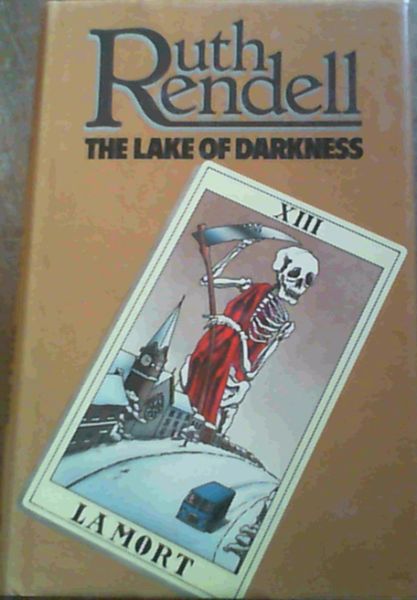 Ruth
Rendell
THE LAKE OF DARKNESS
XIII
LA MORT